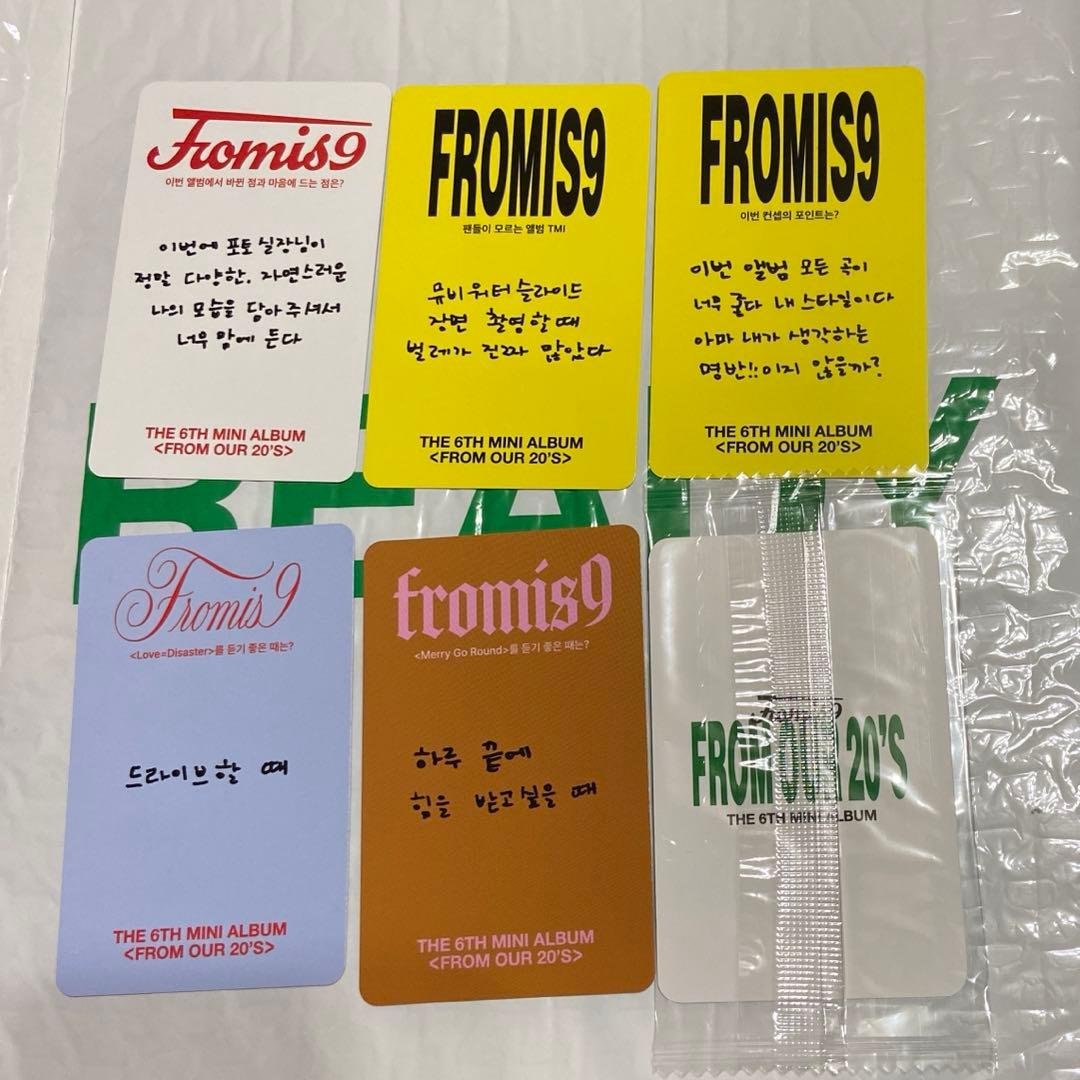 Fromis9
이번 앨범에서 바뀐 점과 마음에 드는 점은?
이번에 포토 실장님이
정말 다양한, 자연스러운
나의 모습을 담아 주셔서
너무 맘에 든다
THE 6TH MINI ALBUM
<FROM OUR 20'S>
FROMIS9
팬들이 모르는 앨범 TMI
뮤비 워터 슬라이드
장면 촬영할 때
벌레가 진짜 많았다
THE 6TH MINI ALBUM
<FROM OUR 20'S>
FROMIS9
이번 컨셉의 포인트는?
이번 앨범 모든 곡이
너무 좋다 내 스타일이다
아마 내가 생각하는
명반!!이지 않을까?
THE 6TH MINI ALBUM
<FROM OUR 20'S>
Fromis9
<Love=Disaster>를 듣기 좋은 때는?
드라이브할 때
THE 6TH MINI ALBUM
<FROM OUR 20'S>
fromis9
<Merry Go Round>를 듣기 좋은 때는?
하루 끝에
힘을 받고싶을 때
THE 6TH MINI ALBUM
<FROM OUR 20'S>
fromis9
FROM OUR 20'S
THE 6TH MINI ALBUM